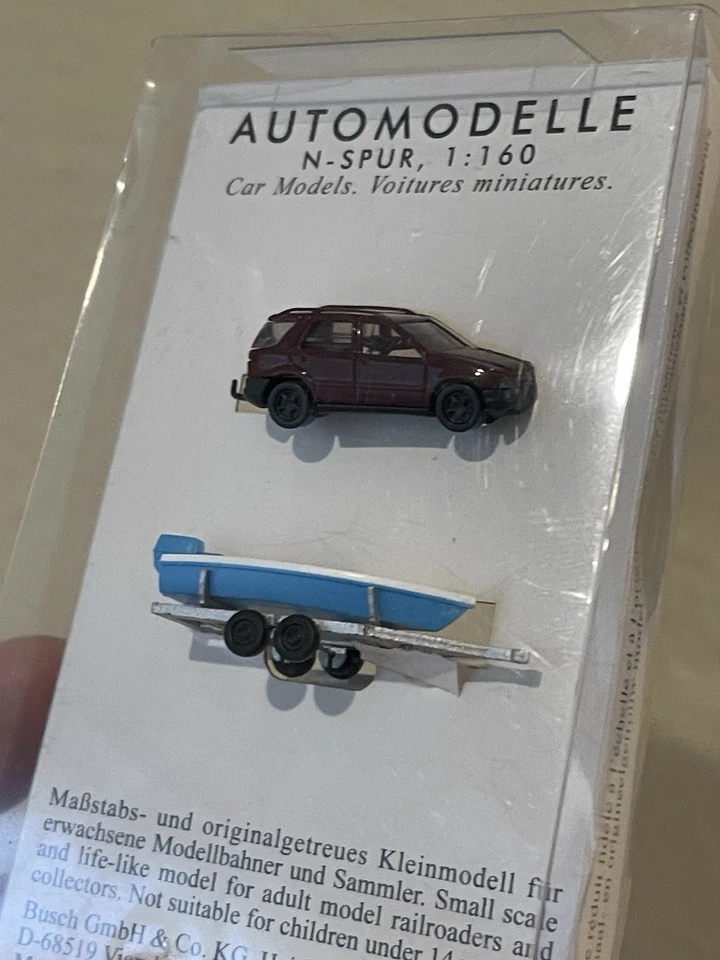 AUTOMODELLE
N-SPUR, 1:160
Car Models. Voitures miniatures.
Maßstabs- und originalgetreues Kleinmodell für
erwachsene Modellbahner und Sammler. Small scale
and life-like model for adult model railroaders and
collectors. Not suitable for children under 14
Busch GmbH & Co. KG,
D-68519